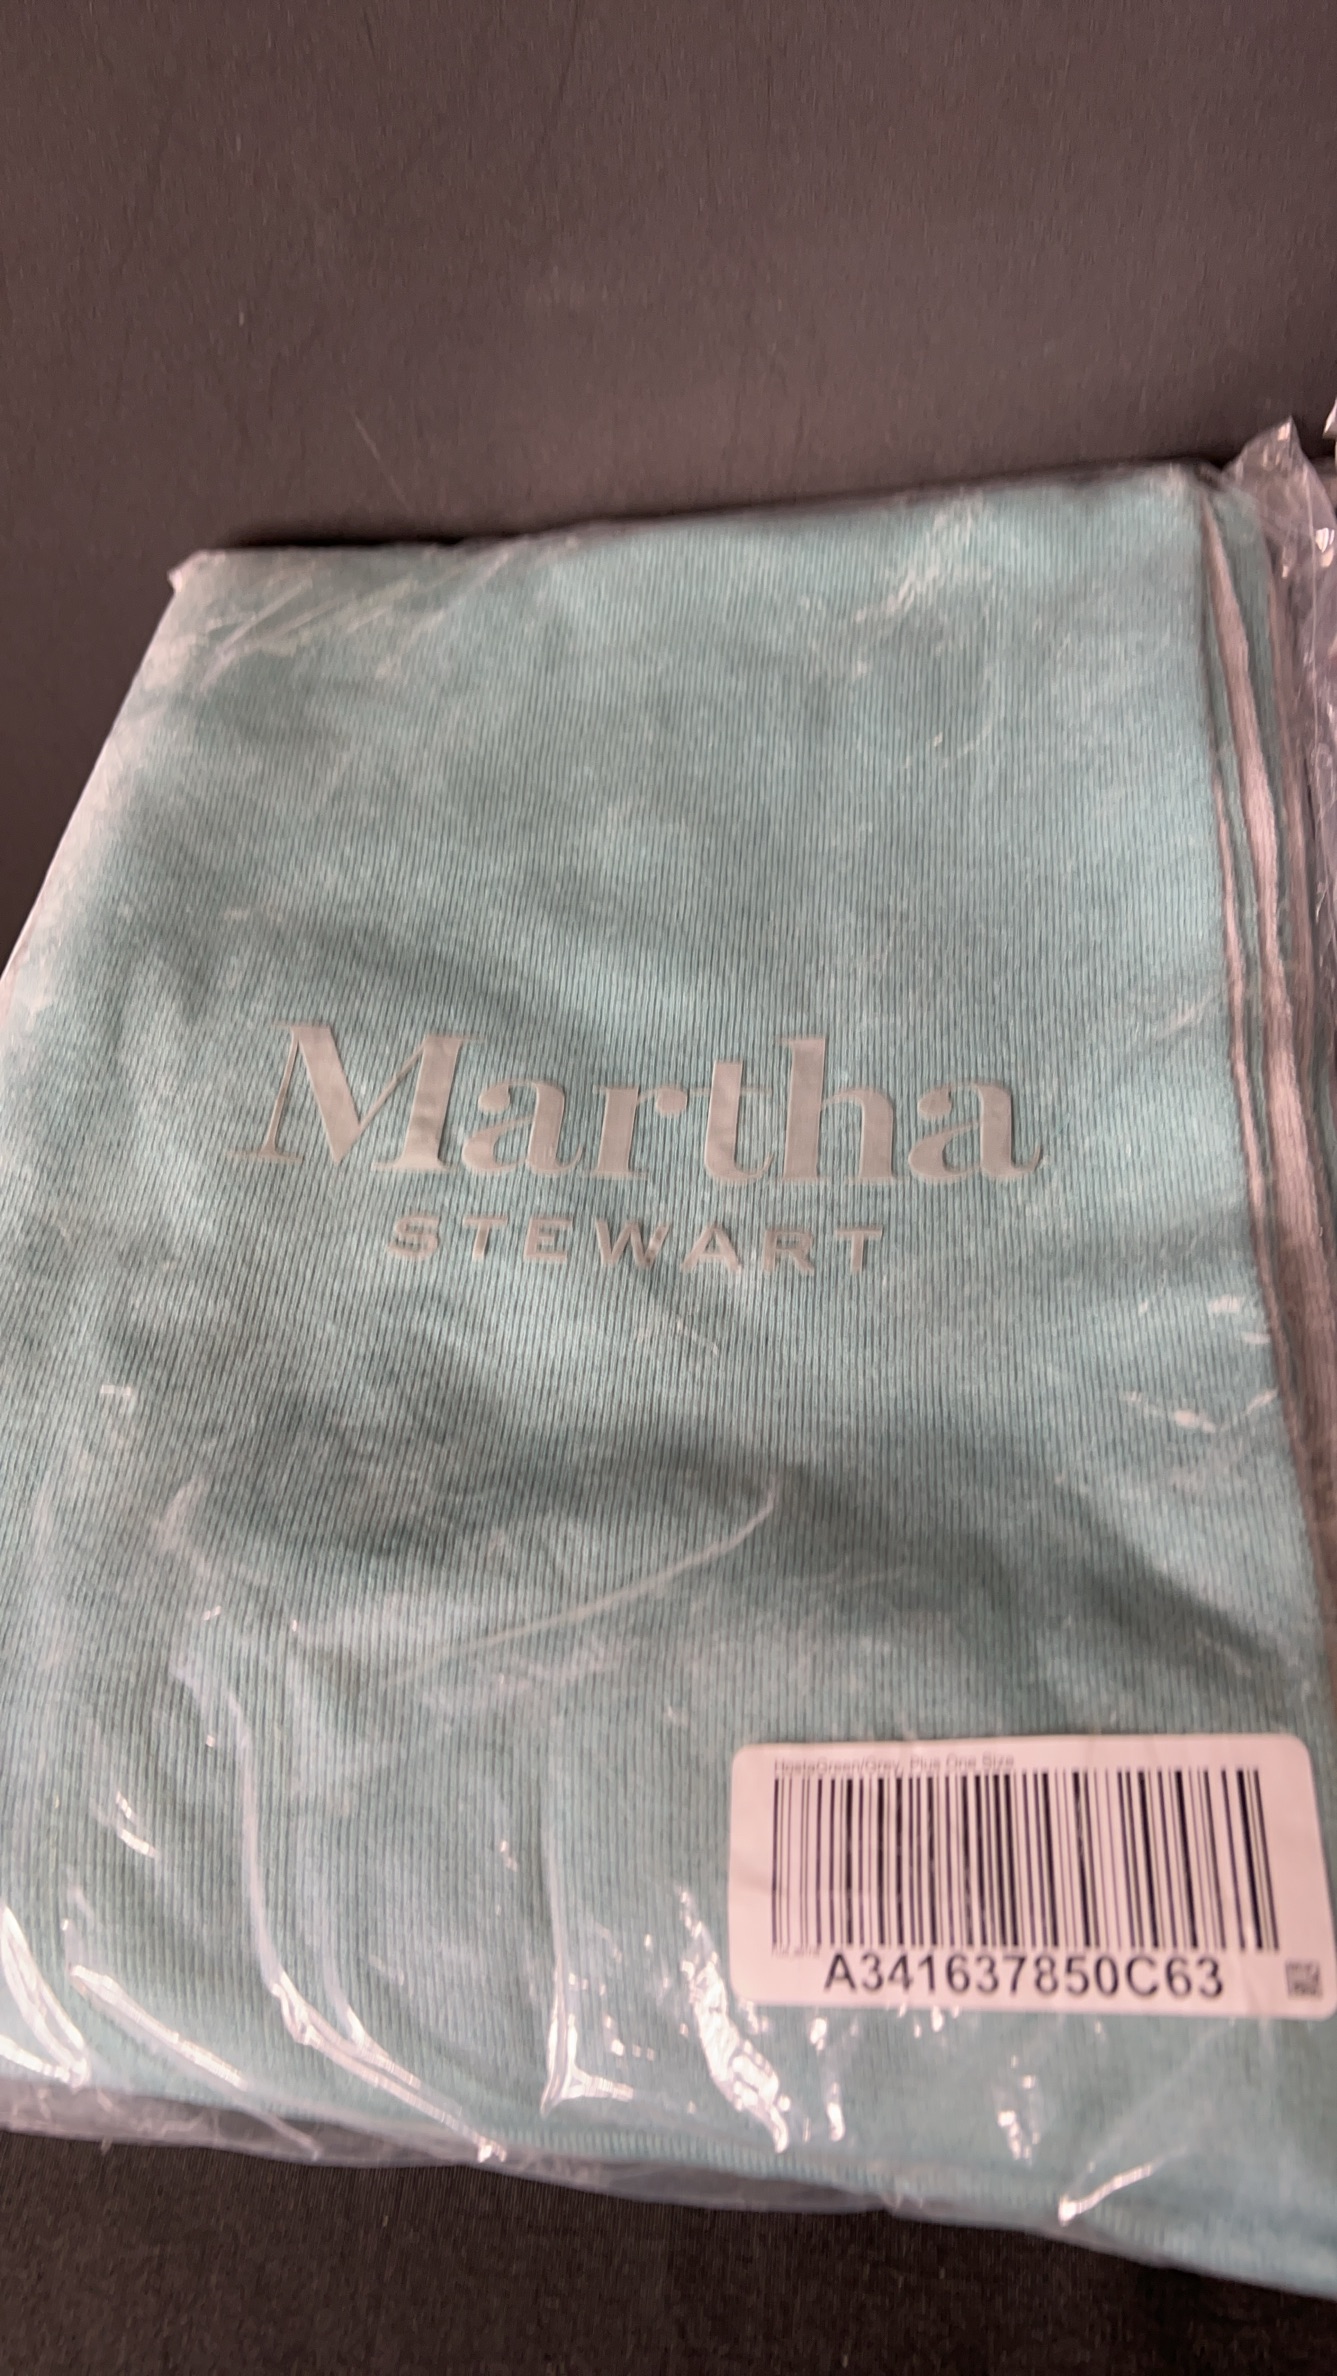 Martha
STEWART
HostaGreen/Grey, Plus One Size
A341637850C63